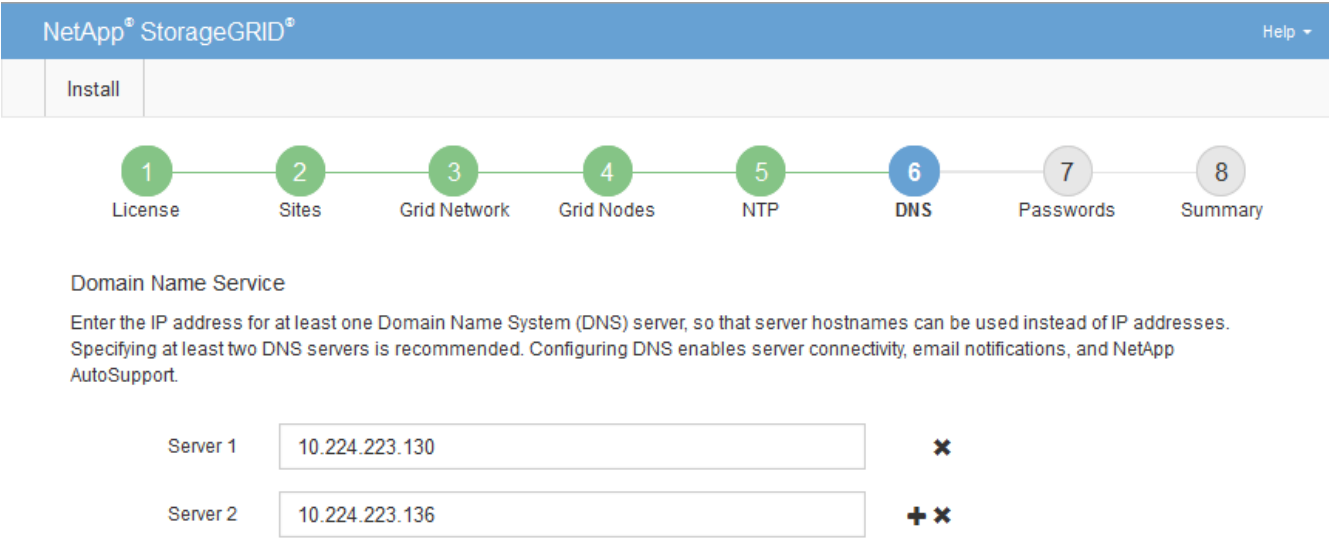 NetApp® StorageGRID®
Help
Install
1
2
3
4
5
6
7
8
License
Sites
Grid Network
Grid Nodes
NTP
DNS
Passwords
Summary
Domain Name Service
Enter the IP address for at least one Domain Name System (DNS) server, so that server hostnames can be used instead of IP addresses.
Specifying at least two DNS servers is recommended. Configuring DNS enables server connectivity, email notifications, and NetApp
AutoSupport.
Server 1 10.224.223.130
Server 2 10.224.223.136